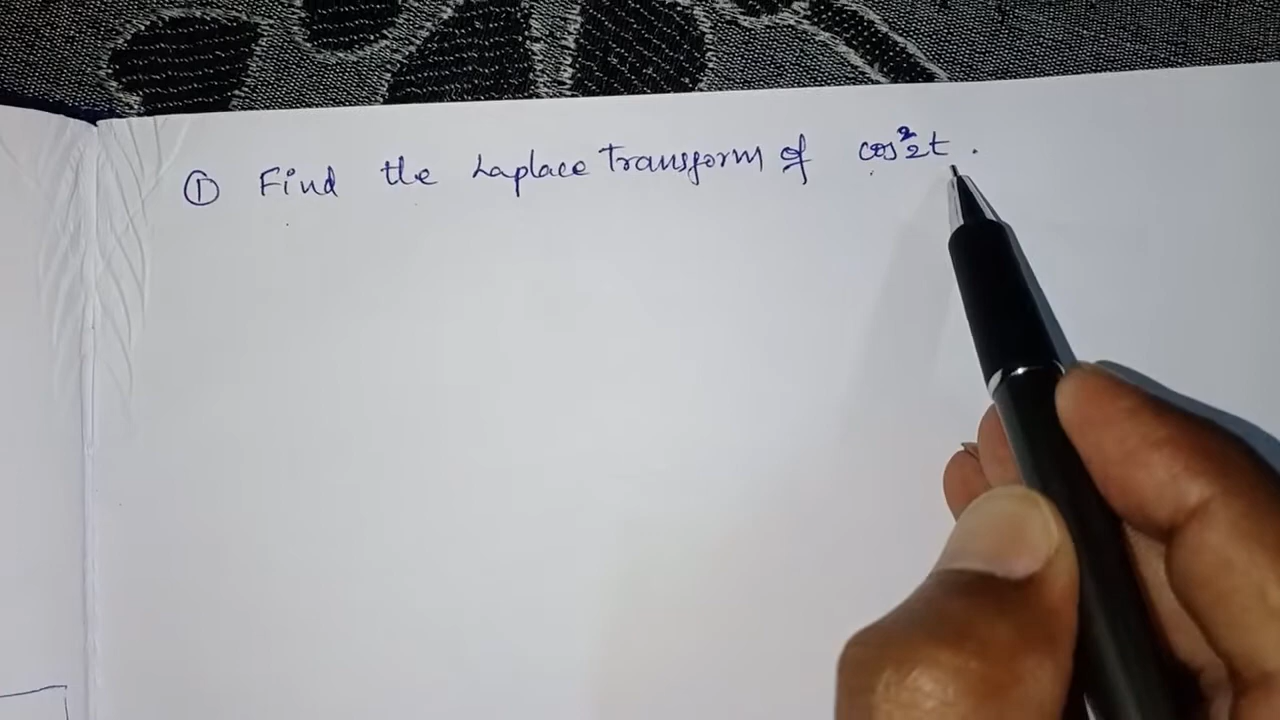 ① Find the Laplace Transform of cos²2t.